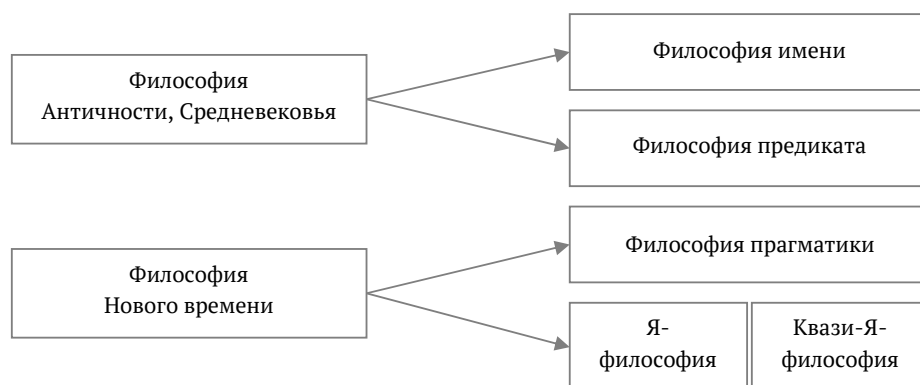 Философия
Античности, Средневековья
Философия имени
Философия предиката
Философия
Нового времени
Философия прагматики
Я-
философия
Квази-Я-
философия